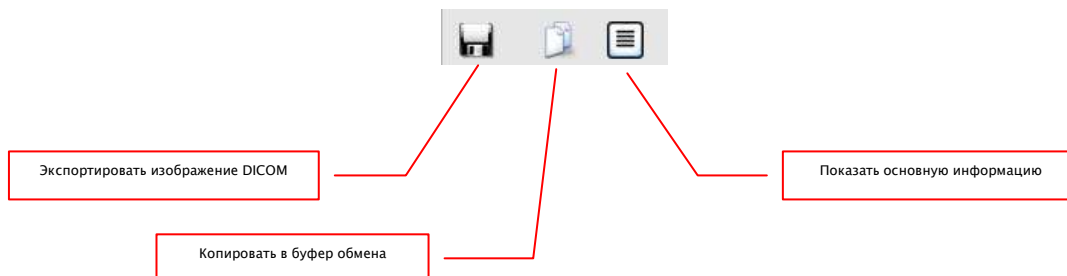 Экспортировать изображение DICOM
Показать основную информацию
Копировать в буфер обмена